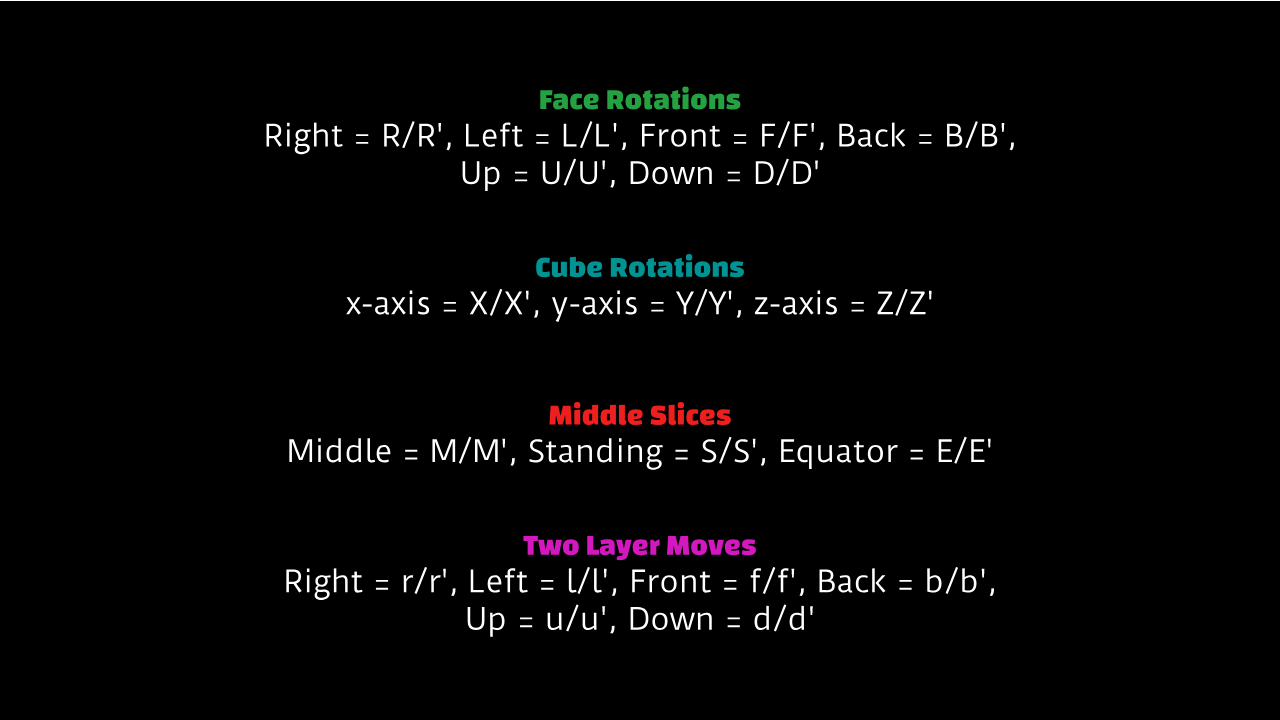 Face Rotations
Right = R/R', Left = L/L', Front = F/F', Back = B/B',
Up = U/U', Down = D/D'
Cube Rotations
x-axis = X/X', y-axis = Y/Y', z-axis = Z/Z'
Middle Slices
Middle = M/M', Standing = S/S', Equator = E/E'
Two Layer Moves
Right = r/r', Left = l/l', Front = f/f', Back = b/b',
Up = u/u', Down = d/d'